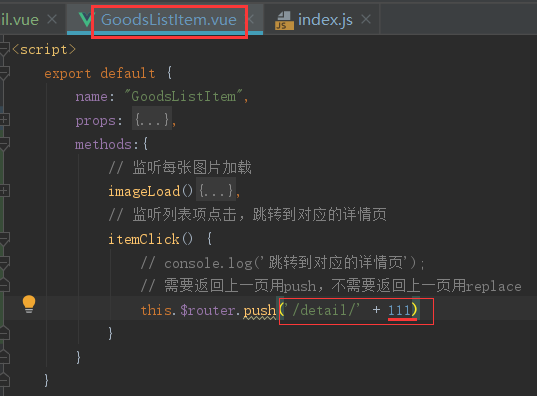 il.vue × GoodsListItem.vue × index.js ×
<script>
export default {
name: "GoodsListItem",
props: {...},
methods:{
// 监听每张图片加载
imageLoad(){...},
// 监听列表项点击，跳转到对应的详情页
itemClick() {
// console.log('跳转到对应的详情页');
// 需要返回上一页用push，不需要返回上一页用replace
this.$router.push('/detail/' + 111)
}
}
}